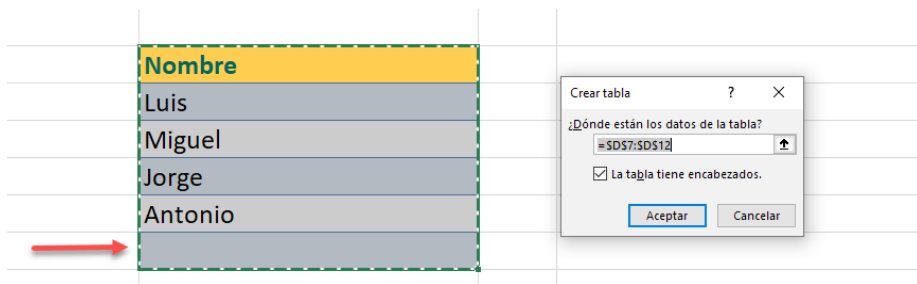 Nombre
Luis
Miguel
Jorge
Antonio
Crear tabla ?
¿Dónde están los datos de la tabla?
=$D$7:$D$12
La tabla tiene encabezados.
Aceptar Cancelar